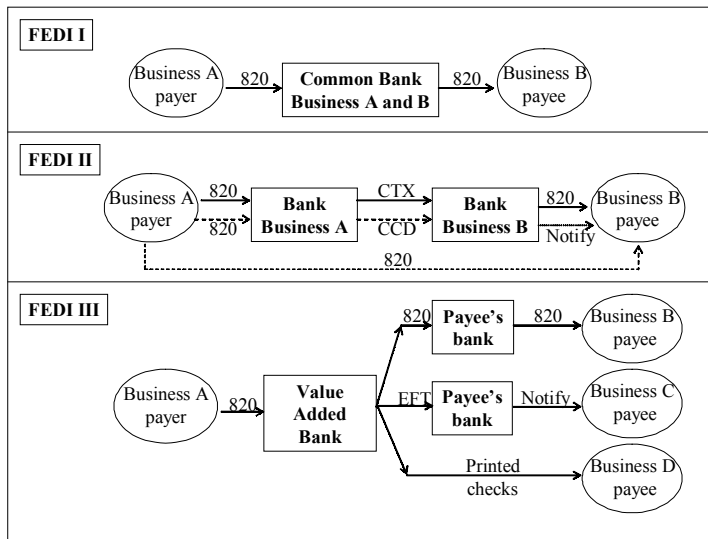 FEDI I
Business A
payer
820
Common Bank
Business A and B
820
Business B
payee
FEDI II
Business A
payer
820
820
Bank
Business A
CTX
CCD
Bank
Business B
820
Notify
Business B
payee
820
FEDI III
Business A
payer
820
Value
Added
Bank
820
Payee’s
bank
820
Business B
payee
EFT
Payee’s
bank
Notify
Business C
payee
Printed
checks
Business D
payee